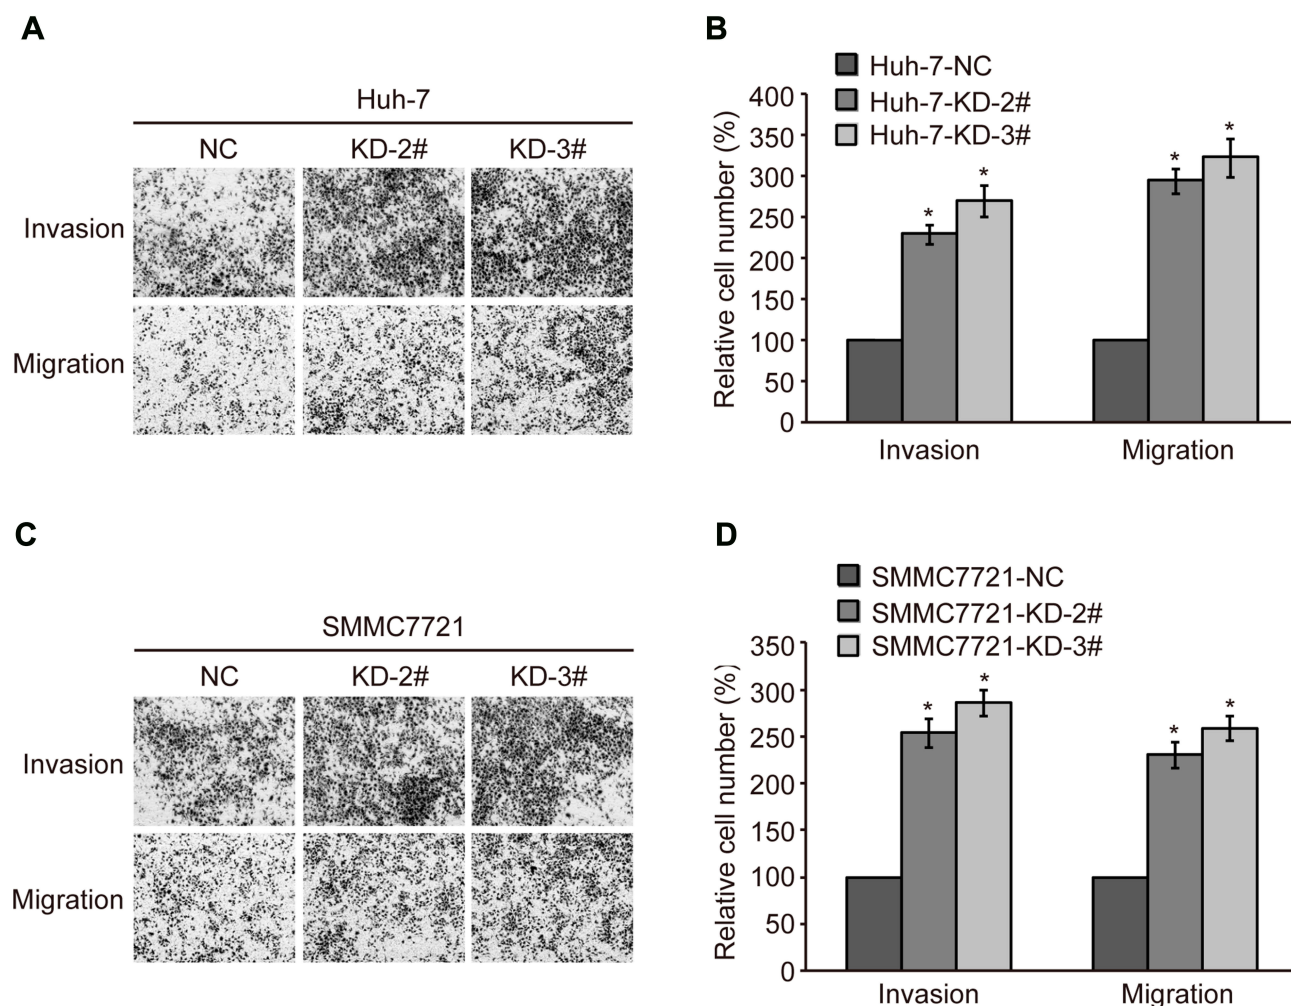 A
Huh-7
NC KD-2# KD-3#
Invasion
Migration
B
Huh-7-NC
Huh-7-KD-2#
Huh-7-KD-3#
Relative cell number (%)
400
350
300
250
200
150
100
50
0
* * * *
Invasion Migration
C
SMMC7721
NC KD-2# KD-3#
Invasion
Migration
D
SMMC7721-NC
SMMC7721-KD-2#
SMMC7721-KD-3#
Relative cell number (%)
350
300
250
200
150
100
50
0
* * * *
Invasion Migration